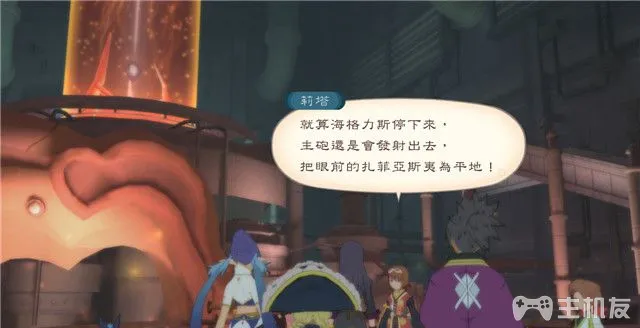 莉塔
就算海格力斯停下來，
主砲還是會發射出去，
把眼前的扎菲亞斯夷為平地！
主机友